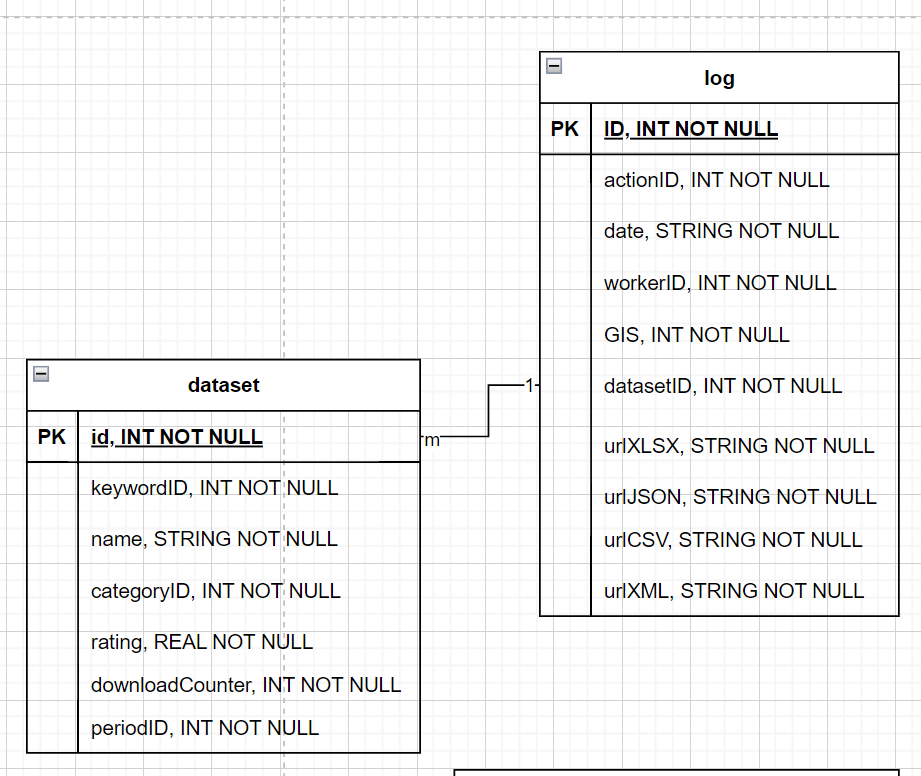 log
PK ID, INT NOT NULL
actionID, INT NOT NULL
date, STRING NOT NULL
workerID, INT NOT NULL
GIS, INT NOT NULL
datasetID, INT NOT NULL
urlXLSX, STRING NOT NULL
urlJSON, STRING NOT NULL
urlCSV, STRING NOT NULL
urlXML, STRING NOT NULL
1
m
dataset
PK id, INT NOT NULL
keywordID, INT NOT NULL
name, STRING NOT NULL
categoryID, INT NOT NULL
rating, REAL NOT NULL
downloadCounter, INT NOT NULL
periodID, INT NOT NULL